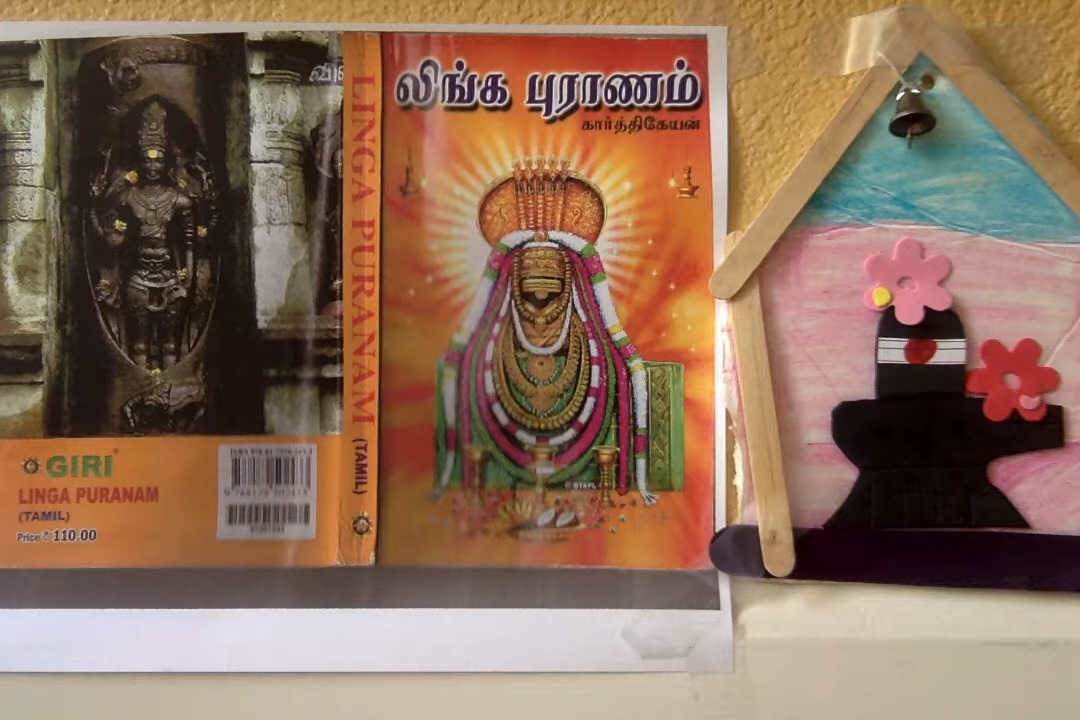 GIRI
LINGA PURANAM
(TAMIL)
Price ₹ 110.00
LINGA PURANAM (TAMIL)
லிங்க புராணம்
கார்த்திகேயன்